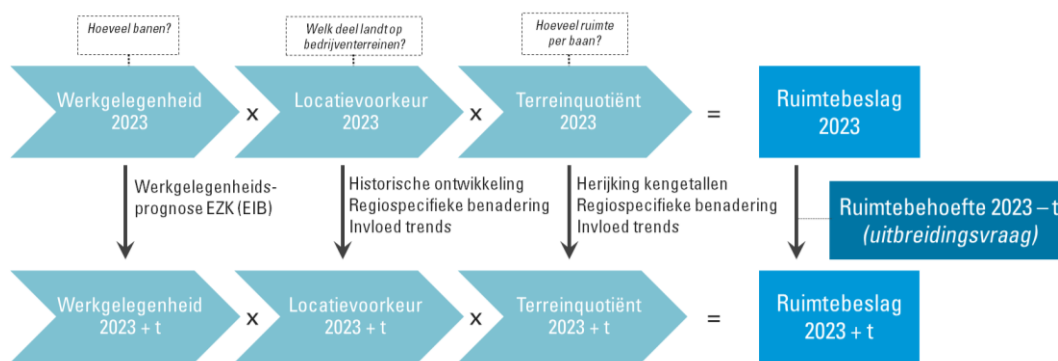 Hoeveel banen?
Welk deel landt op
bedrijventerreinen?
Hoeveel ruimte
per baan?
Werkgelegenheid
2023
x
Locatievoorkeur
2023
x
Terreinquotiënt
2023
=
Ruimtebeslag
2023
Werkgelegenheids-
prognose EZK (EIB)
Historische ontwikkeling
Regiospecifieke benadering
Invloed trends
Herijking kengetallen
Regiospecifieke benadering
Invloed trends
Ruimtebehoefte 2023 – t
(uitbreidingsvraag)
Werkgelegenheid
2023 + t
x
Locatievoorkeur
2023 + t
x
Terreinquotiënt
2023 + t
=
Ruimtebeslag
2023 + t